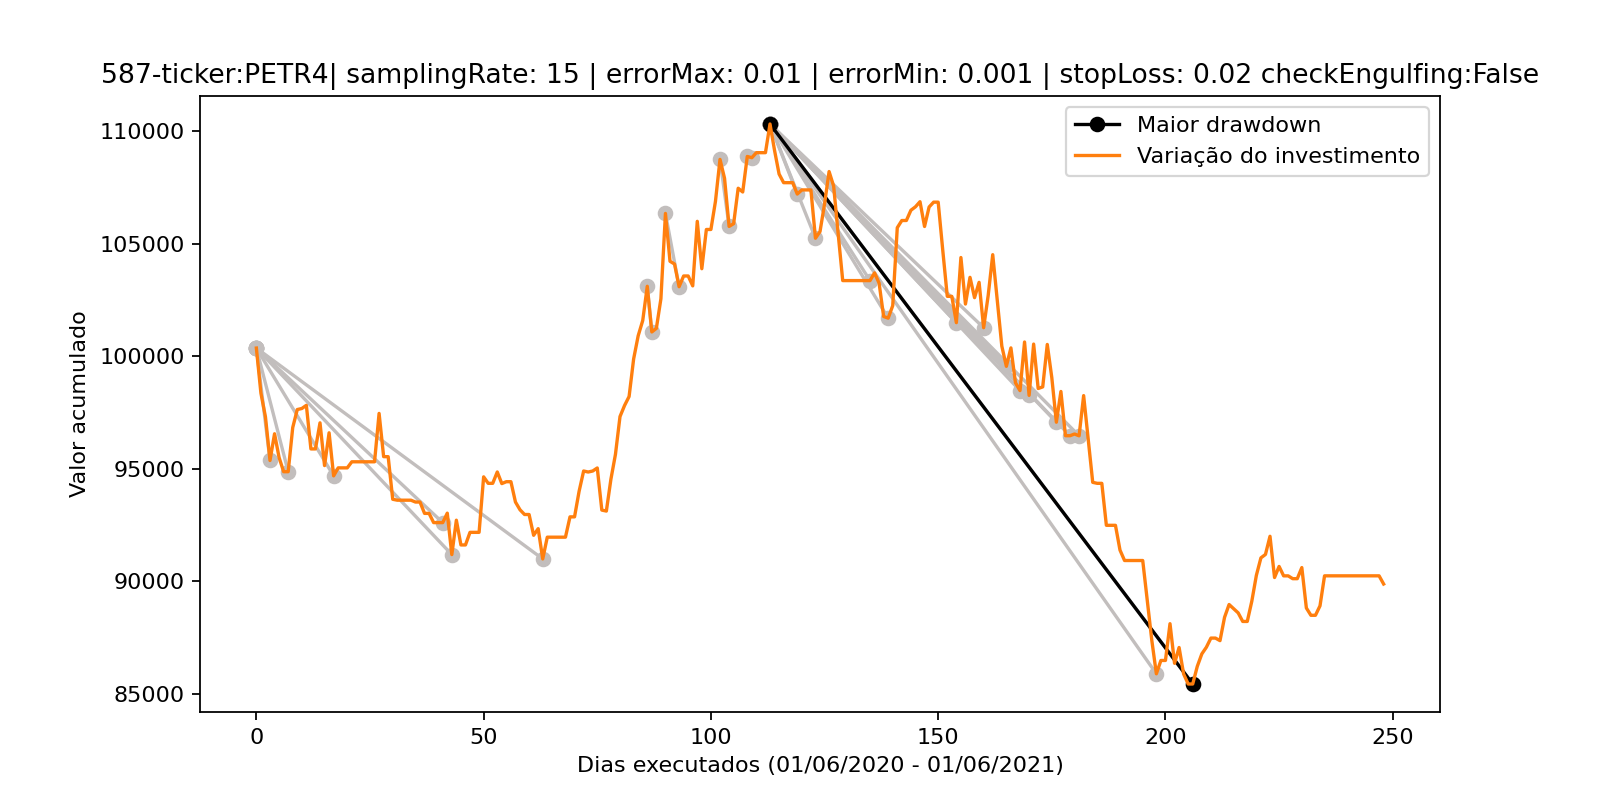 587-ticker:PETR4| samplingRate: 15 | errorMax: 0.01 | errorMin: 0.001 | stopLoss: 0.02 checkEngulfing:False
Maior drawdown
Variação do investimento
Valor acumulado
110000
105000
100000
95000
90000
85000
0 50 100 150 200 250
Dias executados (01/06/2020 - 01/06/2021)